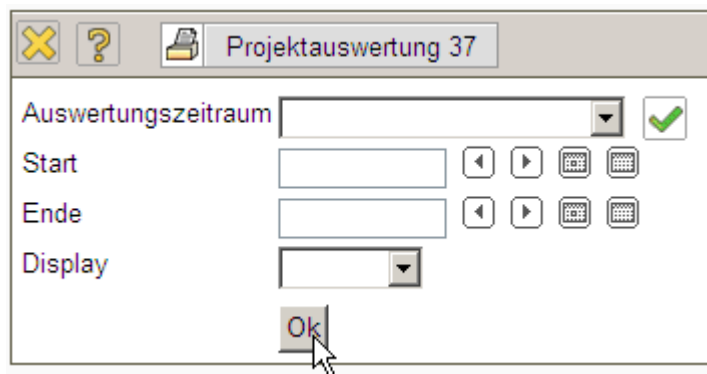 Projektauswertung 37
Auswertungszeitraum
Start
Ende
Display
Ok